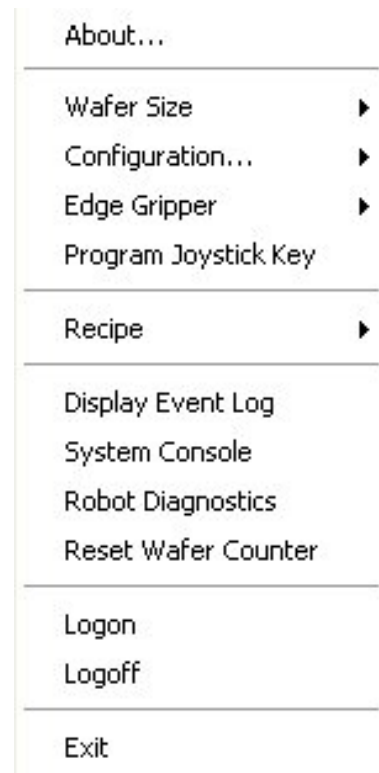 About...
Wafer Size
Configuration...
Edge Gripper
Program Joystick Key
Recipe
Display Event Log
System Console
Robot Diagnostics
Reset Wafer Counter
Logon
Logoff
Exit